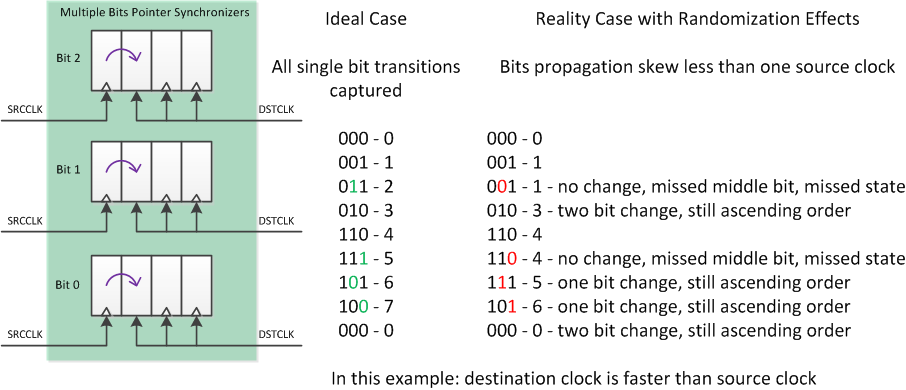 Multiple Bits Pointer Synchronizers
Bit 2
SRCCLK
DSTCLK
Bit 1
SRCCLK
DSTCLK
Bit 0
SRCCLK
DSTCLK
Ideal Case
All single bit transitions
captured
000 - 0
001 - 1
011 - 2
010 - 3
110 - 4
111 - 5
101 - 6
100 - 7
000 - 0
Reality Case with Randomization Effects
Bits propagation skew less than one source clock
000 - 0
001 - 1
001 - 1 - no change, missed middle bit, missed state
010 - 3 - two bit change, still ascending order
110 - 4
110 - 4 - no change, missed middle bit, missed state
111 - 5 - one bit change, still ascending order
101 - 6 - one bit change, still ascending order
000 - 0 - two bit change, still ascending order
In this example: destination clock is faster than source clock